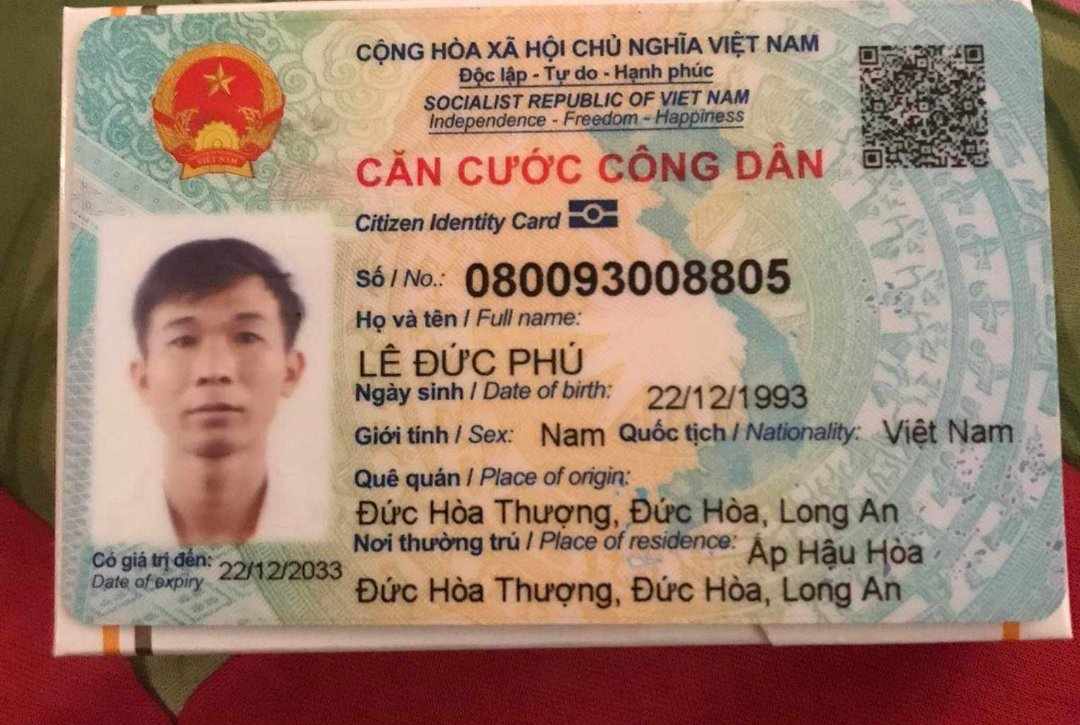 CỘNG HÒA XÃ HỘI CHỦ NGHĨA VIỆT NAM
Độc lập - Tự do - Hạnh phúc
SOCIALIST REPUBLIC OF VIET NAM
Independence - Freedom - Happiness
CĂN CƯỚC CÔNG DÂN
Citizen Identity Card
Số / No.: 080093008805
Họ và tên / Full name:
LÊ ĐỨC PHÚ
Ngày sinh / Date of birth: 22/12/1993
Giới tính / Sex: Nam Quốc tịch / Nationality: Việt Nam
Quê quán / Place of origin:
Đức Hòa Thượng, Đức Hòa, Long An
Nơi thường trú / Place of residence: Ấp Hậu Hòa
Đức Hòa Thượng, Đức Hòa, Long An
Có giá trị đến: 22/12/2033
Date of expiry
VIỆT NAM